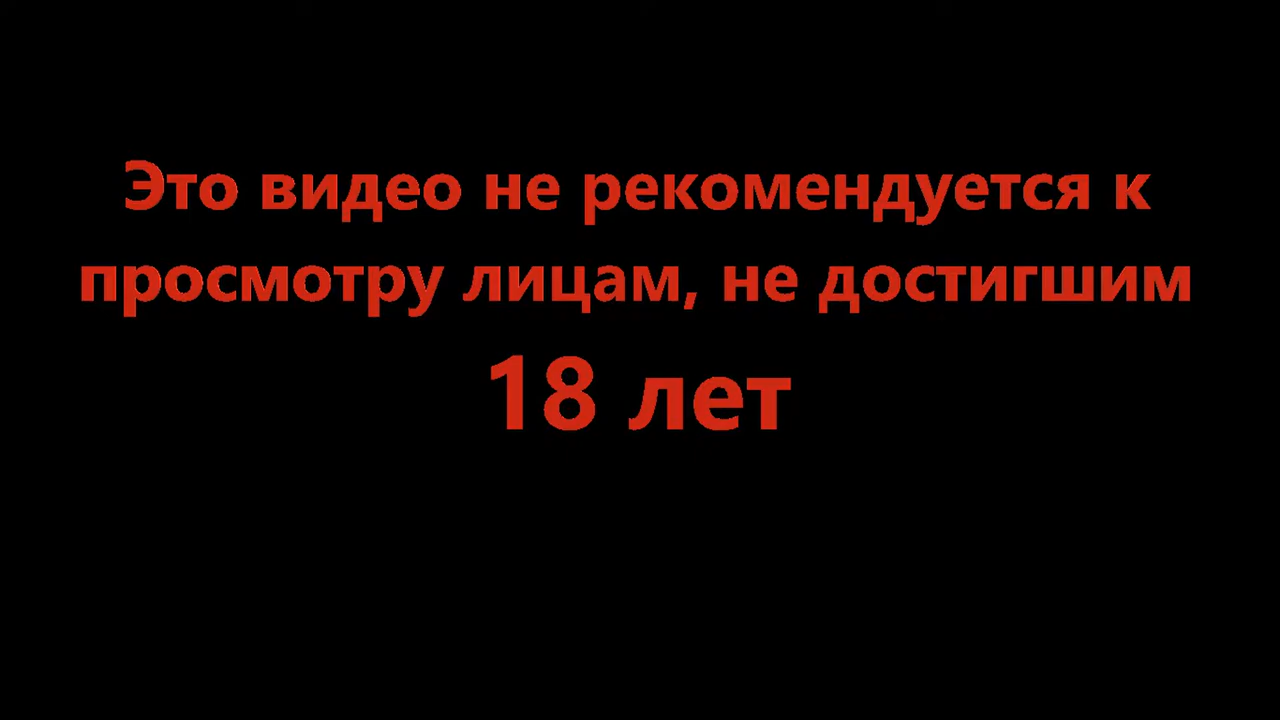 Это видео не рекомендуется к
просмотру лицам, не достигшим
18 лет